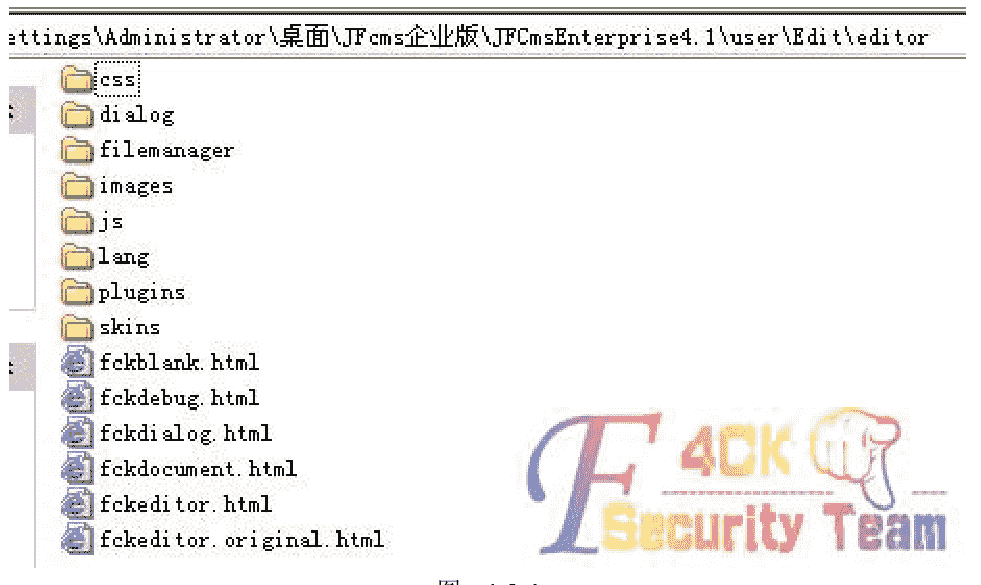 ettings\Administrator\桌面\JFcms企业版\JFCmsEnterprise4.1\user\Edit\editor
css
dialog
filemanager
images
js
lang
plugins
skins
fckblank.html
fckdebug.html
fckdialog.html
fckdocument.html
fckeditor.html
fckeditor.original.html
F4CK
Security Team